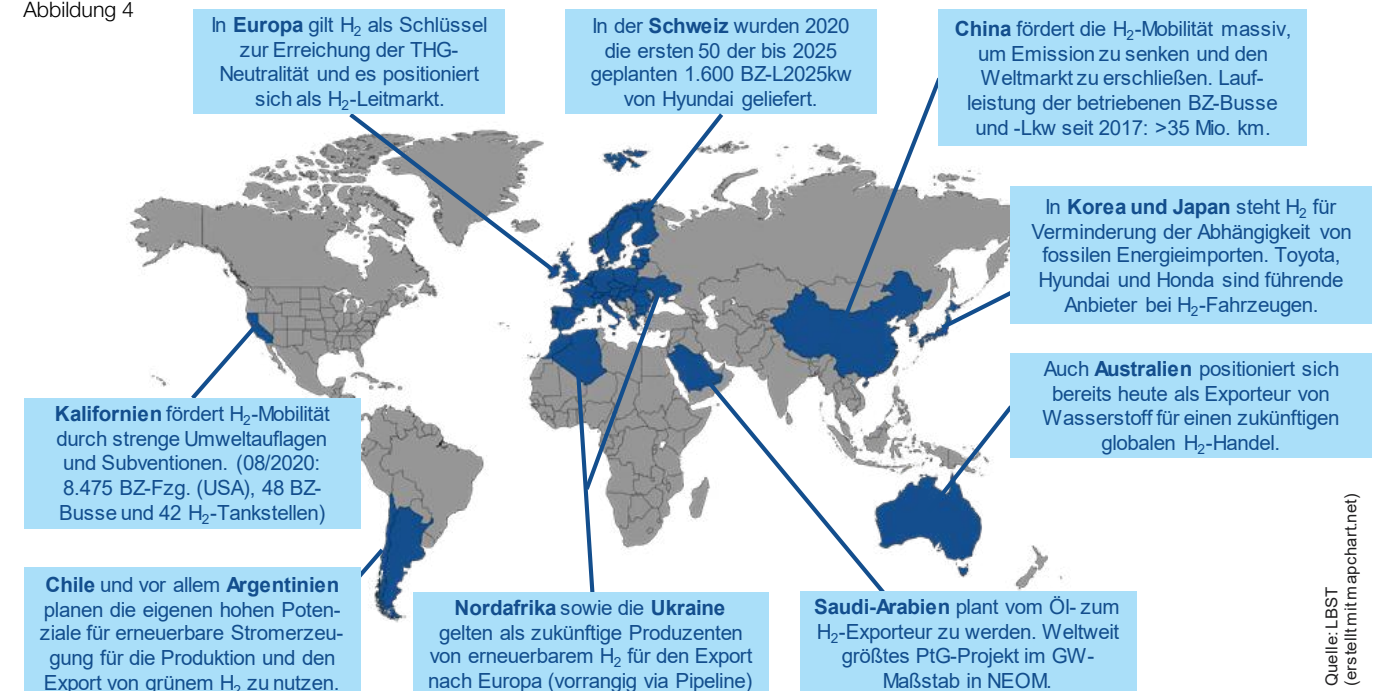 Abbildung 4
In Europa gilt H₂ als Schlüssel
zur Erreichung der THG-
Neutralität und es positioniert
sich als H₂-Leitmarkt.
In der Schweiz wurden 2020
die ersten 50 der bis 2025
geplanten 1.600 BZ-L2025kw
von Hyundai geliefert.
China fördert die H₂-Mobilität massiv,
um Emission zu senken und den
Weltmarkt zu erschließen. Lauf-
leistung der betriebenen BZ-Busse
und -Lkw seit 2017: >35 Mio. km.
In Korea und Japan steht H₂ für
Verminderung der Abhängigkeit von
fossilen Energieimporten. Toyota,
Hyundai und Honda sind führende
Anbieter bei H₂-Fahrzeugen.
Auch Australien positioniert sich
bereits heute als Exporteur von
Wasserstoff für einen zukünftigen
globalen H₂-Handel.
Kalifornien fördert H₂-Mobilität
durch strenge Umweltauflagen
und Subventionen. (08/2020:
8.475 BZ-Fzg. (USA), 48 BZ-
Busse und 42 H₂-Tankstellen)
Chile und vor allem Argentinien
planen die eigenen hohen Poten-
ziale für erneuerbare Stromerzeu-
gung für die Produktion und den
Export von grünem H₂ zu nutzen.
Nordafrika sowie die Ukraine
gelten als zukünftige Produzenten
von erneuerbarem H₂ für den Export
nach Europa (vorrangig via Pipeline)
Saudi-Arabien plant vom Öl- zum
H₂-Exporteur zu werden. Weltweit
größtes PtG-Projekt im GW-
Maßstab in NEOM.
Quelle: LBST
(erstellt mit mapchart.net)